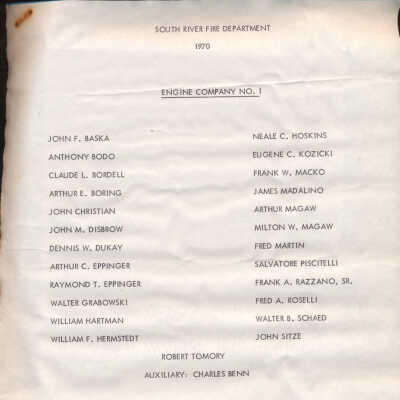 SOUTH RIVER FIRE DEPARTMENT
1970
ENGINE COMPANY NO. 1
JOHN F. BASKA NEALE C. HOSKINS
ANTHONY BODO EUGENE C. KOZICKI
CLAUDE L. BORDELL FRANK W. MACKO
ARTHUR E. BORING JAMES MADALINO
JOHN CHRISTIAN ARTHUR MAGAW
JOHN M. DISBROW MILTON W. MAGAW
DENNIS W. DUKAY FRED MARTIN
ARTHUR C. EPPINGER SALVATORE PISCITELLI
RAYMOND T. EPPINGER FRANK A. RAZZANO, SR.
WALTER GRABOWSKI FRED A. ROSELLI
WILLIAM HARTMAN WALTER B. SCHAED
WILLIAM F. HERMSTEDT JOHN SITZE
ROBERT TOMORY
AUXILIARY: CHARLES BENN